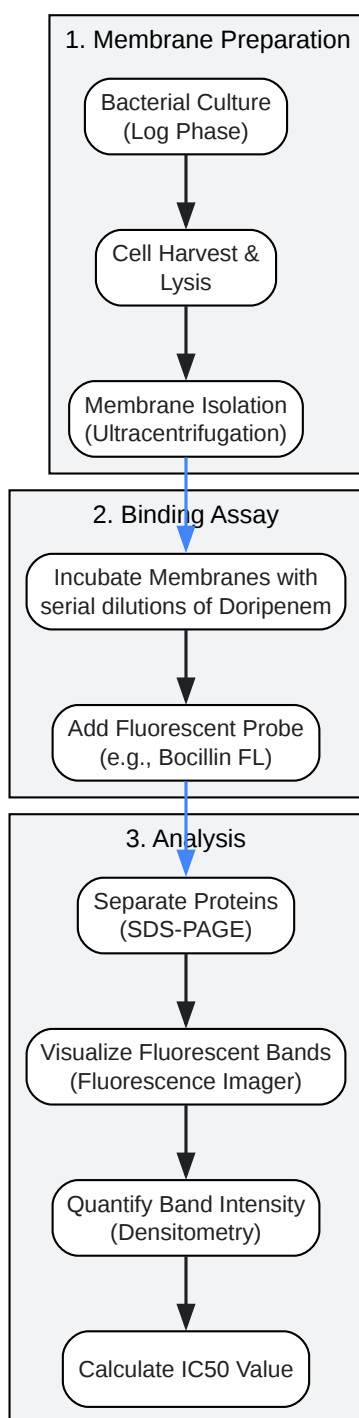 1. Membrane Preparation
Bacterial Culture
(Log Phase)
Cell Harvest &
Lysis
Membrane Isolation
(Ultracentrifugation)
2. Binding Assay
Incubate Membranes with
serial dilutions of Doripenem
Add Fluorescent Probe
(e.g., Bocillin FL)
3. Analysis
Separate Proteins
(SDS-PAGE)
Visualize Fluorescent Bands
(Fluorescence Imager)
Quantify Band Intensity
(Densitometry)
Calculate IC50 Value